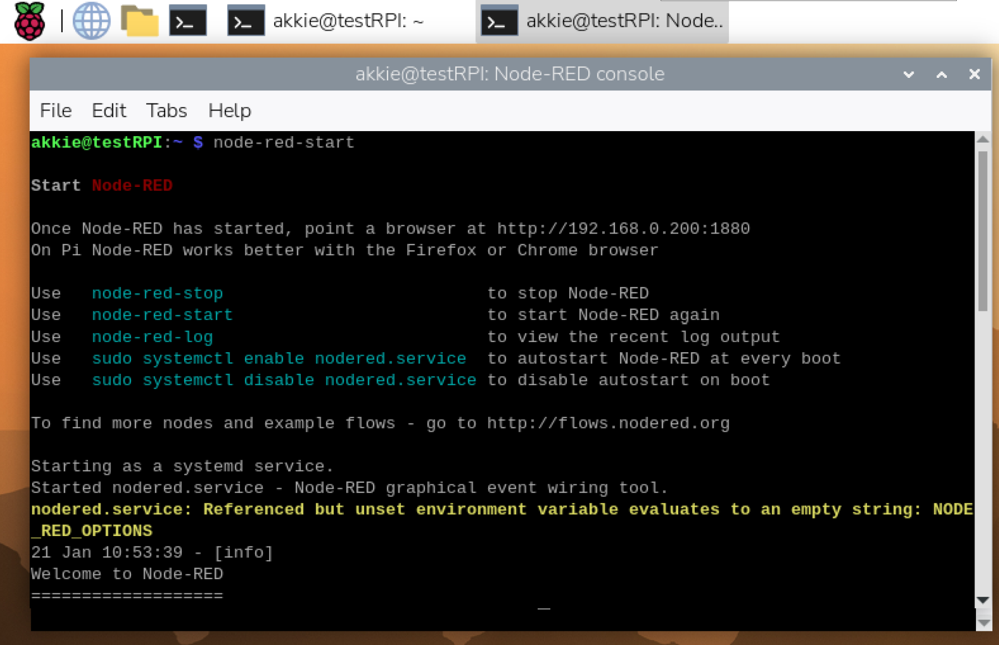 akkie@testRPI: ~ akkie@testRPI: Node..
akkie@testRPI: Node-RED console
File Edit Tabs Help
akkie@testRPI:~ $ node-red-start
Start Node-RED
Once Node-RED has started, point a browser at http://192.168.0.200:1880
On Pi Node-RED works better with the Firefox or Chrome browser
Use node-red-stop to stop Node-RED
Use node-red-start to start Node-RED again
Use node-red-log to view the recent log output
Use sudo systemctl enable nodered.service to autostart Node-RED at every boot
Use sudo systemctl disable nodered.service to disable autostart on boot
To find more nodes and example flows - go to http://flows.nodered.org
Starting as a systemd service.
Started nodered.service - Node-RED graphical event wiring tool.
nodered.service: Referenced but unset environment variable evaluates to an empty string: NODE
_RED_OPTIONS
21 Jan 10:53:39 - [info]
Welcome to Node-RED
===================